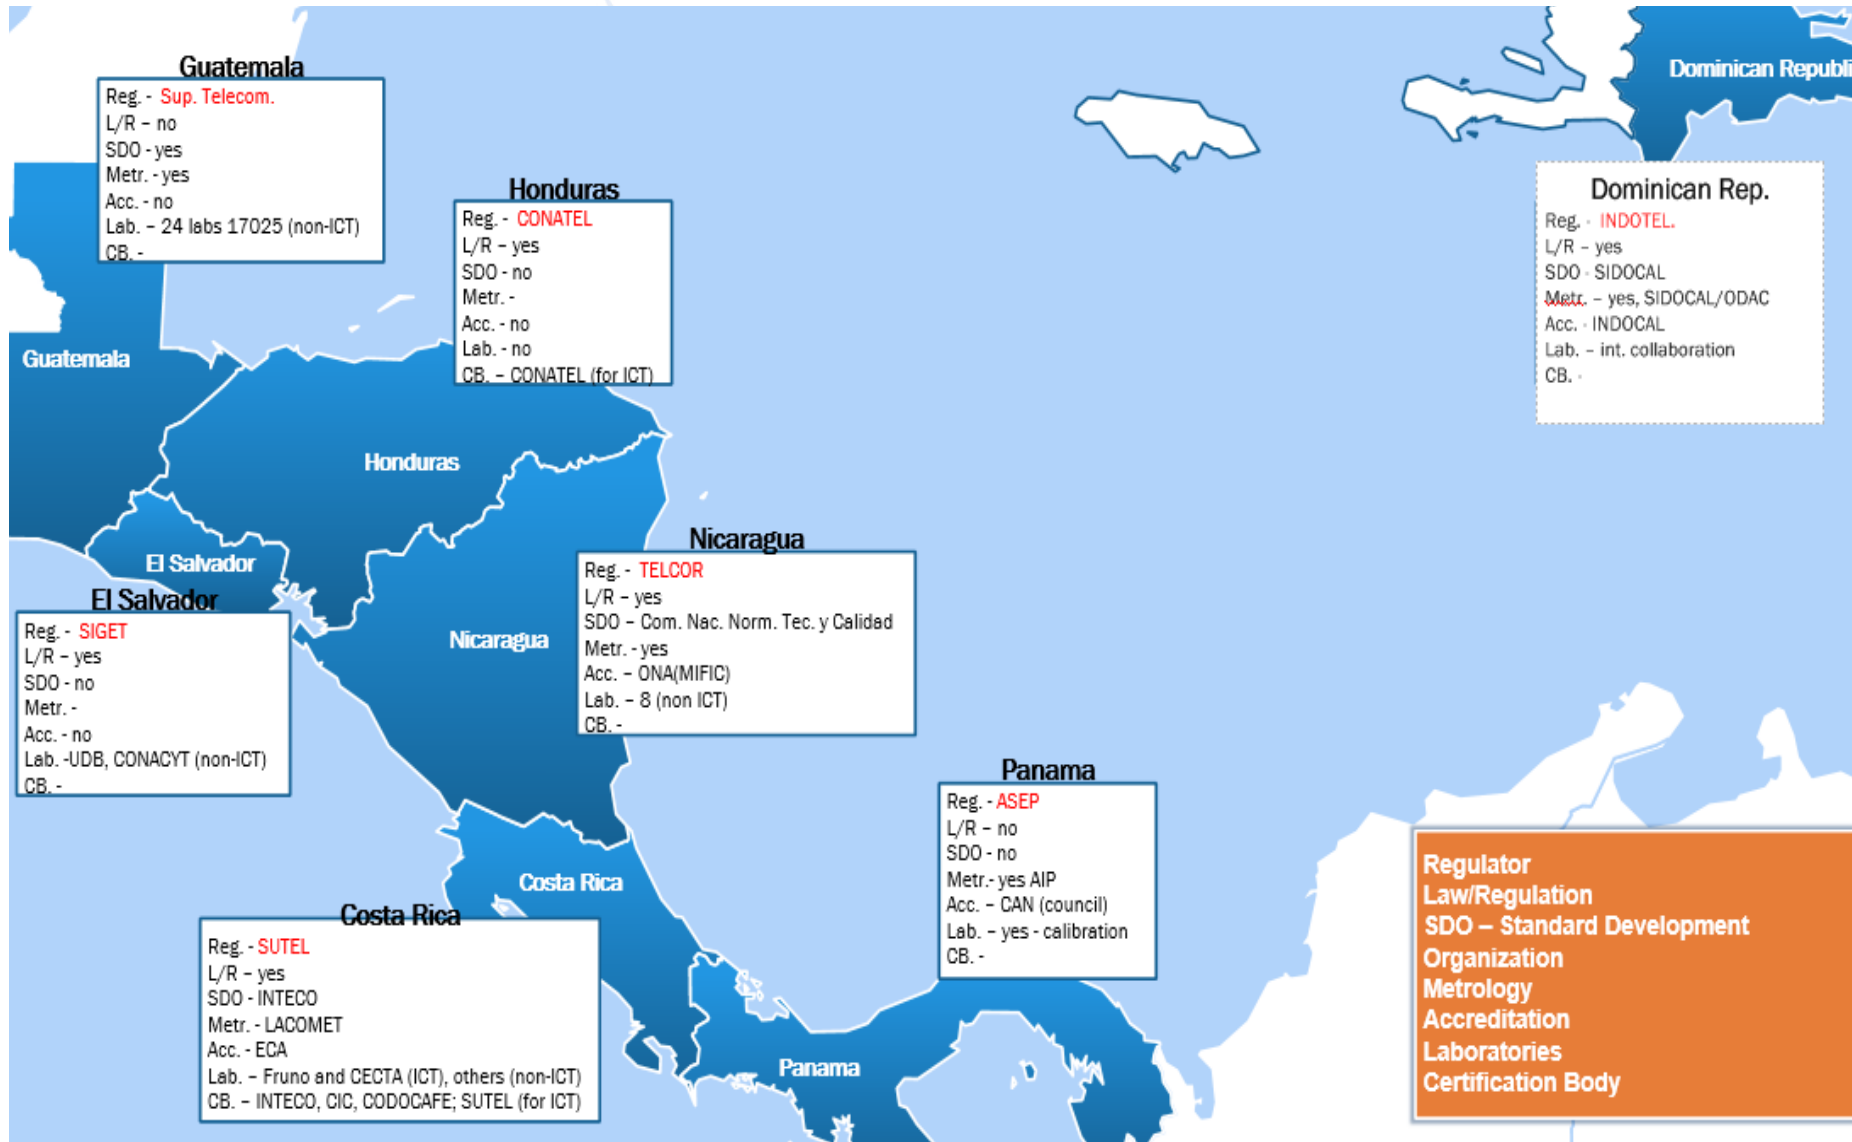 Guatemala
Reg. - Sup. Telecom.
L/R – no
SDO - yes
Metr. - yes
Acc. - no
Lab. – 24 labs 17025 (non-ICT)
CB. -
Honduras
Reg. - CONATEL
L/R – yes
SDO - no
Metr. -
Acc. - no
Lab. - no
CB. – CONATEL (for ICT)
Dominican Republi
Dominican Rep.
Reg. - INDOTEL.
L/R – yes
SDO - SIDOCAL
Metr. – yes, SIDOCAL/ODAC
Acc. - INDOCAL
Lab. – int. collaboration
CB. -
Guatemala
Honduras
El Salvador
Nicaragua
El Salvador
Reg. - SIGET
L/R – yes
SDO - no
Metr. -
Acc. - no
Lab. -UDB, CONACYT (non-ICT)
CB. -
Nicaragua
Reg. - TELCOR
L/R – yes
SDO – Com. Nac. Norm. Tec. y Calidad
Metr. - yes
Acc. – ONA(MIFIC)
Lab. – 8 (non ICT)
CB. -
Panama
Reg. - ASEP
L/R – no
SDO - no
Metr.- yes AIP
Acc. – CAN (council)
Lab. – yes - calibration
CB. -
Costa Rica
Costa Rica
Reg. - SUTEL
L/R – yes
SDO - INTECO
Metr. - LACOMET
Acc. - ECA
Lab. – Fruno and CECTA (ICT), others (non-ICT)
CB. – INTECO, CIC, CODOCAFE; SUTEL (for ICT)
Panama
Regulator
Law/Regulation
SDO – Standard Development
Organization
Metrology
Accreditation
Laboratories
Certification Body